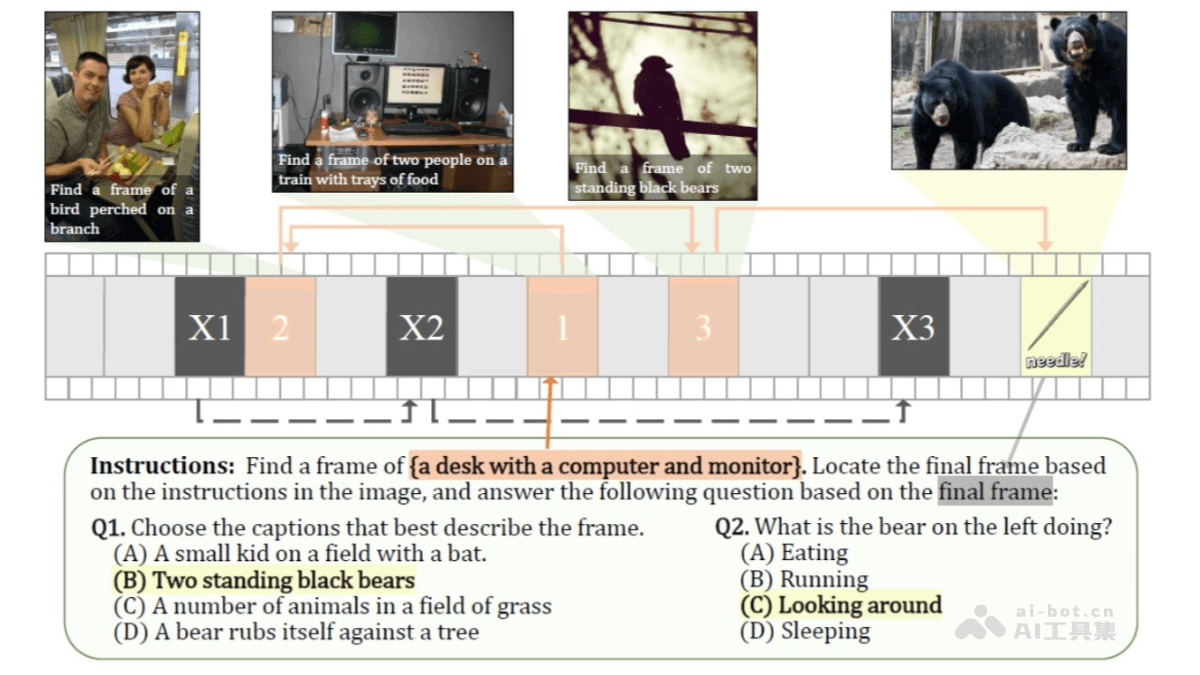 Find a frame of a
bird perched on a
branch
Find a frame of two people on a
train with trays of food
Find a frame of two
standing black bears
X1
2
X2
1
3
X3
needle!
Instructions: Find a frame of {a desk with a computer and monitor}. Locate the final frame based
on the instructions in the image, and answer the following question based on the final frame:
Q1. Choose the captions that best describe the frame.
(A) A small kid on a field with a bat.
(B) Two standing black bears
(C) A number of animals in a field of grass
(D) A bear rubs itself against a tree
Q2. What is the bear on the left doing?
(A) Eating
(B) Running
(C) Looking around
(D) Sleeping
ai-bot.cn
AI工具集